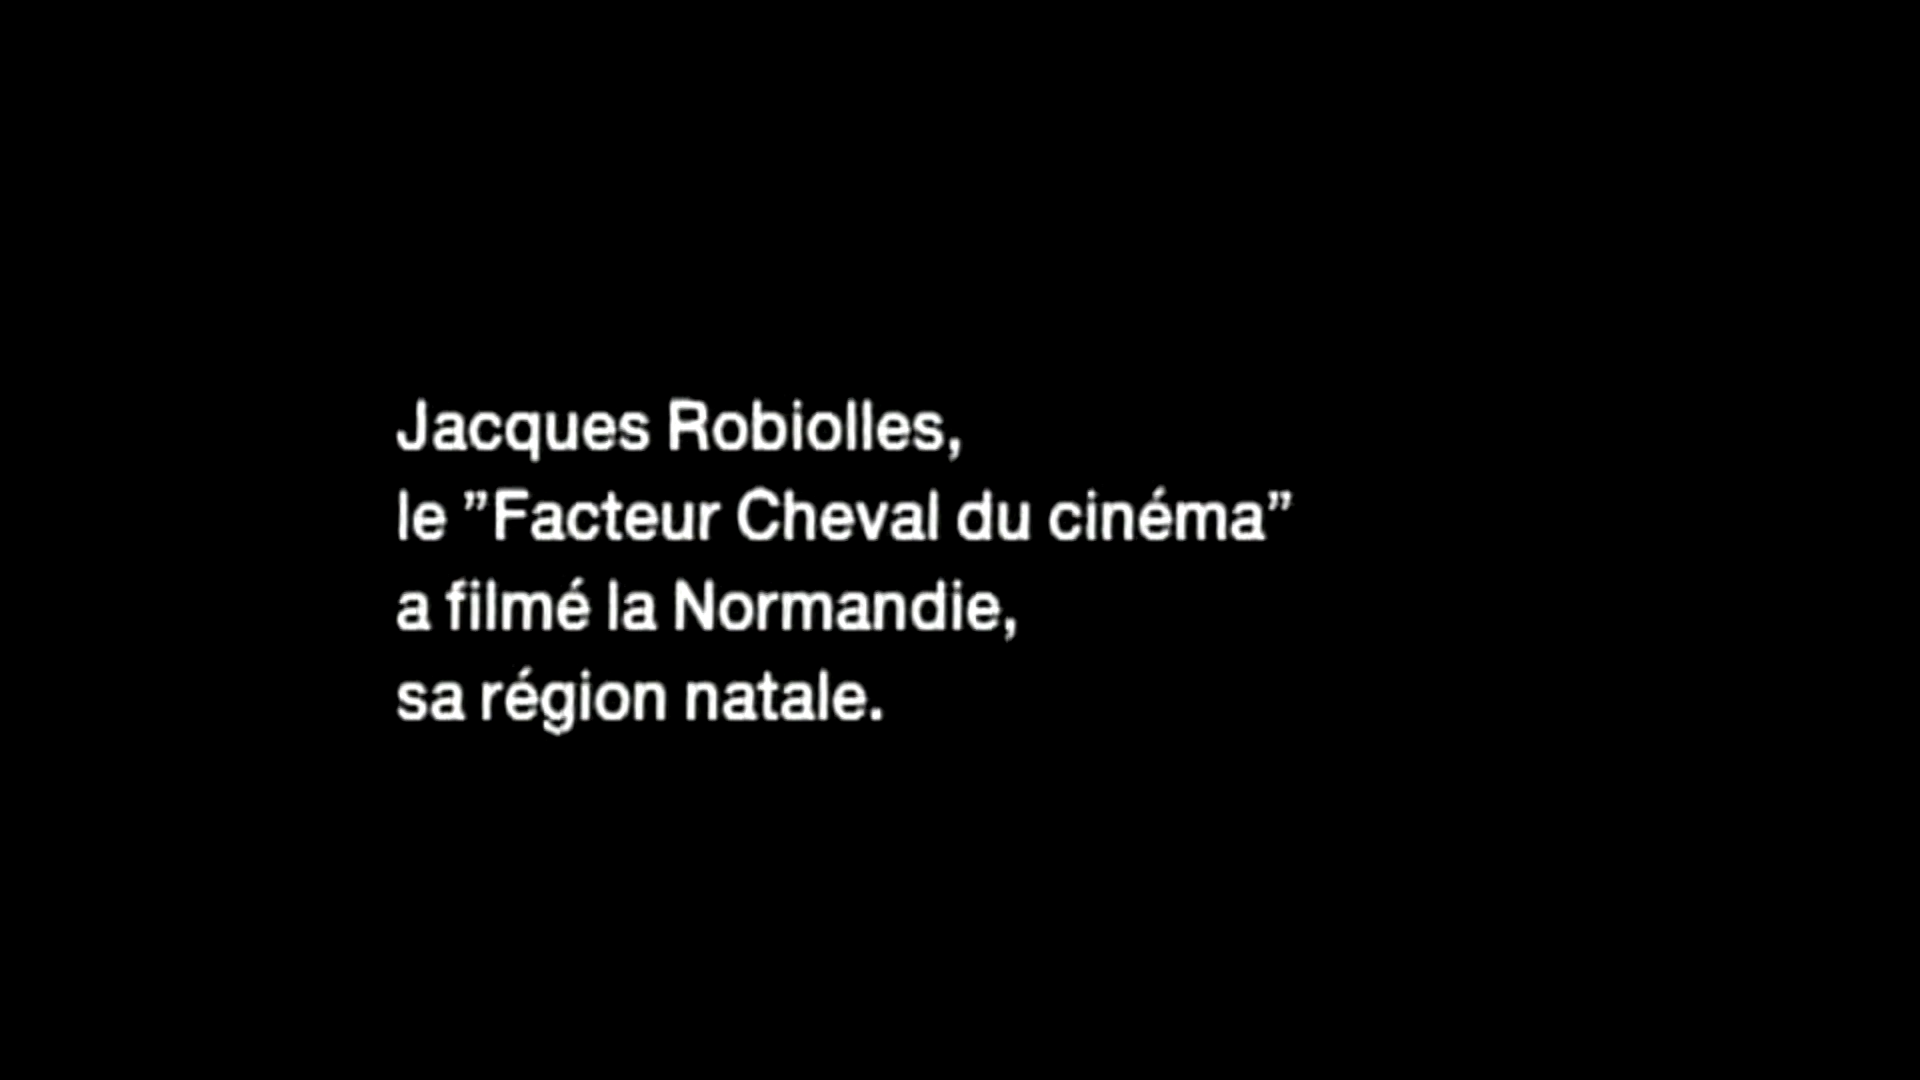 Jacques Robiolles,
le ”Facteur Cheval du cinéma”
a filmé la Normandie,
sa région natale.